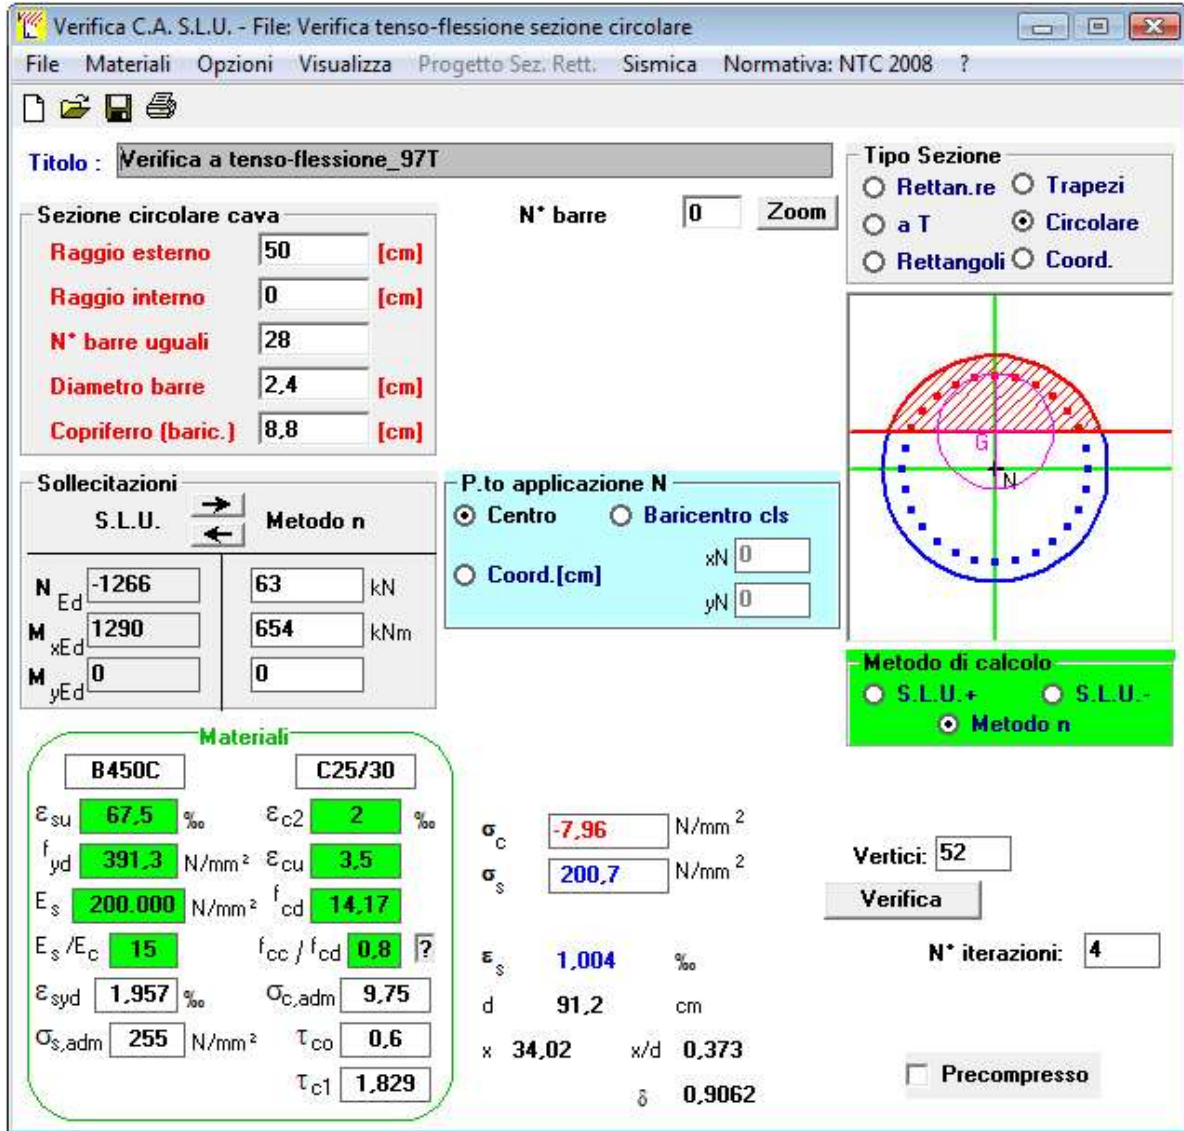 Verifica C.A. S.L.U. - File: Verifica tenso-flessione sezione circolare
File Materiali Opzioni Visualizza Progetto Sez. Rett. Sismica Normativa: NTC 2008 ?
Titolo : Verifica a tenso-flessione_97T
N° barre 0 Zoom
Sezione circolare cava
Raggio esterno 50 [cm]
Raggio interno 0 [cm]
N° barre uguali 28
Diametro barre 2,4 [cm]
Copriferro (baric.) 8,8 [cm]
Tipo Sezione
Rettan.re Trapezi
a T Circolare
Rettangoli Coord.
G
N
Sollecitazioni
S.L.U. Metodo n
N Ed -1266 63 kN
M xEd 1290 654 kNm
M yEd 0 0
P.to applicazione N
Centro Baricentro cls
Coord.[cm] xN 0
yN 0
Metodo di calcolo
S.L.U.+ S.L.U.-
Metodo n
Materiali
B450C C25/30
εsu 67,5 ‰ εc2 2 ‰
fyd 391,3 N/mm² εcu 3,5
Es 200.000 N/mm² fcd 14,17
Es/Ec 15 fcc / fcd 0,8 ?
εsyd 1,957 ‰ σc,adm 9,75
σs,adm 255 N/mm² τco 0,6
τc1 1,829
σc -7,96 N/mm²
σs 200,7 N/mm²
εs 1,004 ‰
d 91,2 cm
x 34,02 x/d 0,373
δ 0,9062
Vertici: 52
Verifica
N° iterazioni: 4
Precompresso